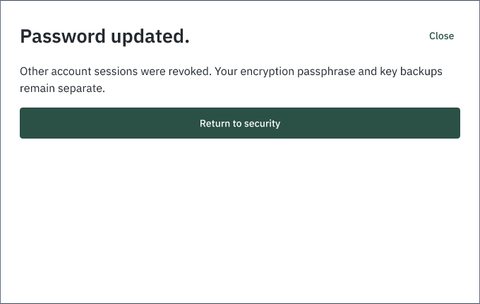 Password updated.
Close
Other account sessions were revoked. Your encryption passphrase and key backups
remain separate.
Return to security